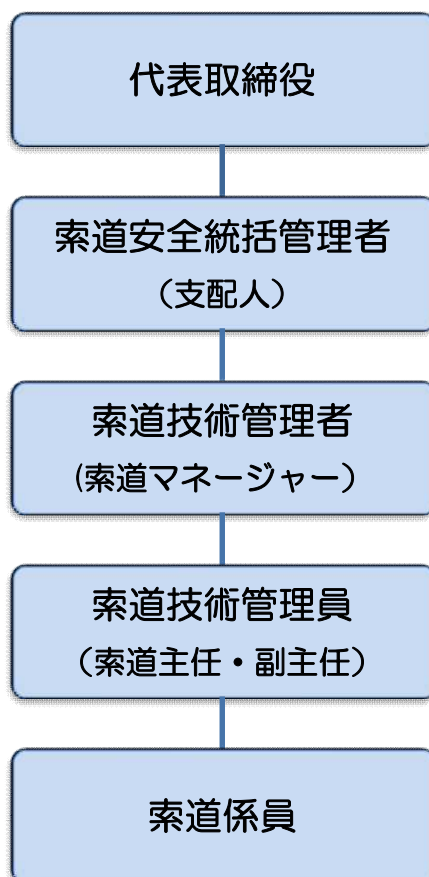 代表取締役
索道安全統括管理者
（支配人）
索道技術管理者
(索道マネージャー）
索道技術管理員
（索道主任・副主任）
索道係員